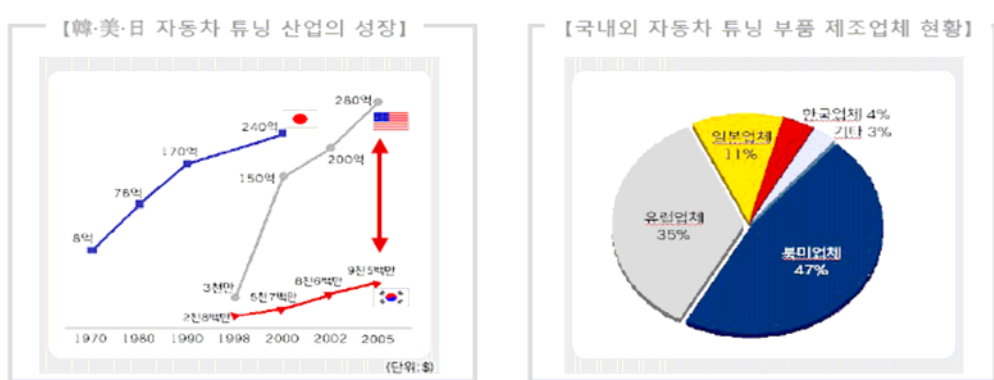 【韓·美·日 자동차 튜닝 산업의 성장】
280억
240억
170억
200억
150억
76억
8억
3천만
9천5백만
8천6백만
5천7백만
2천8백만
1970 1980 1990 1998 2000 2002 2005
(단위:$)
【국내외 자동차 튜닝 부품 제조업체 현황】
한국업체 4%
기타 3%
일본업체
11%
유럽업체
35%
북미업체
47%